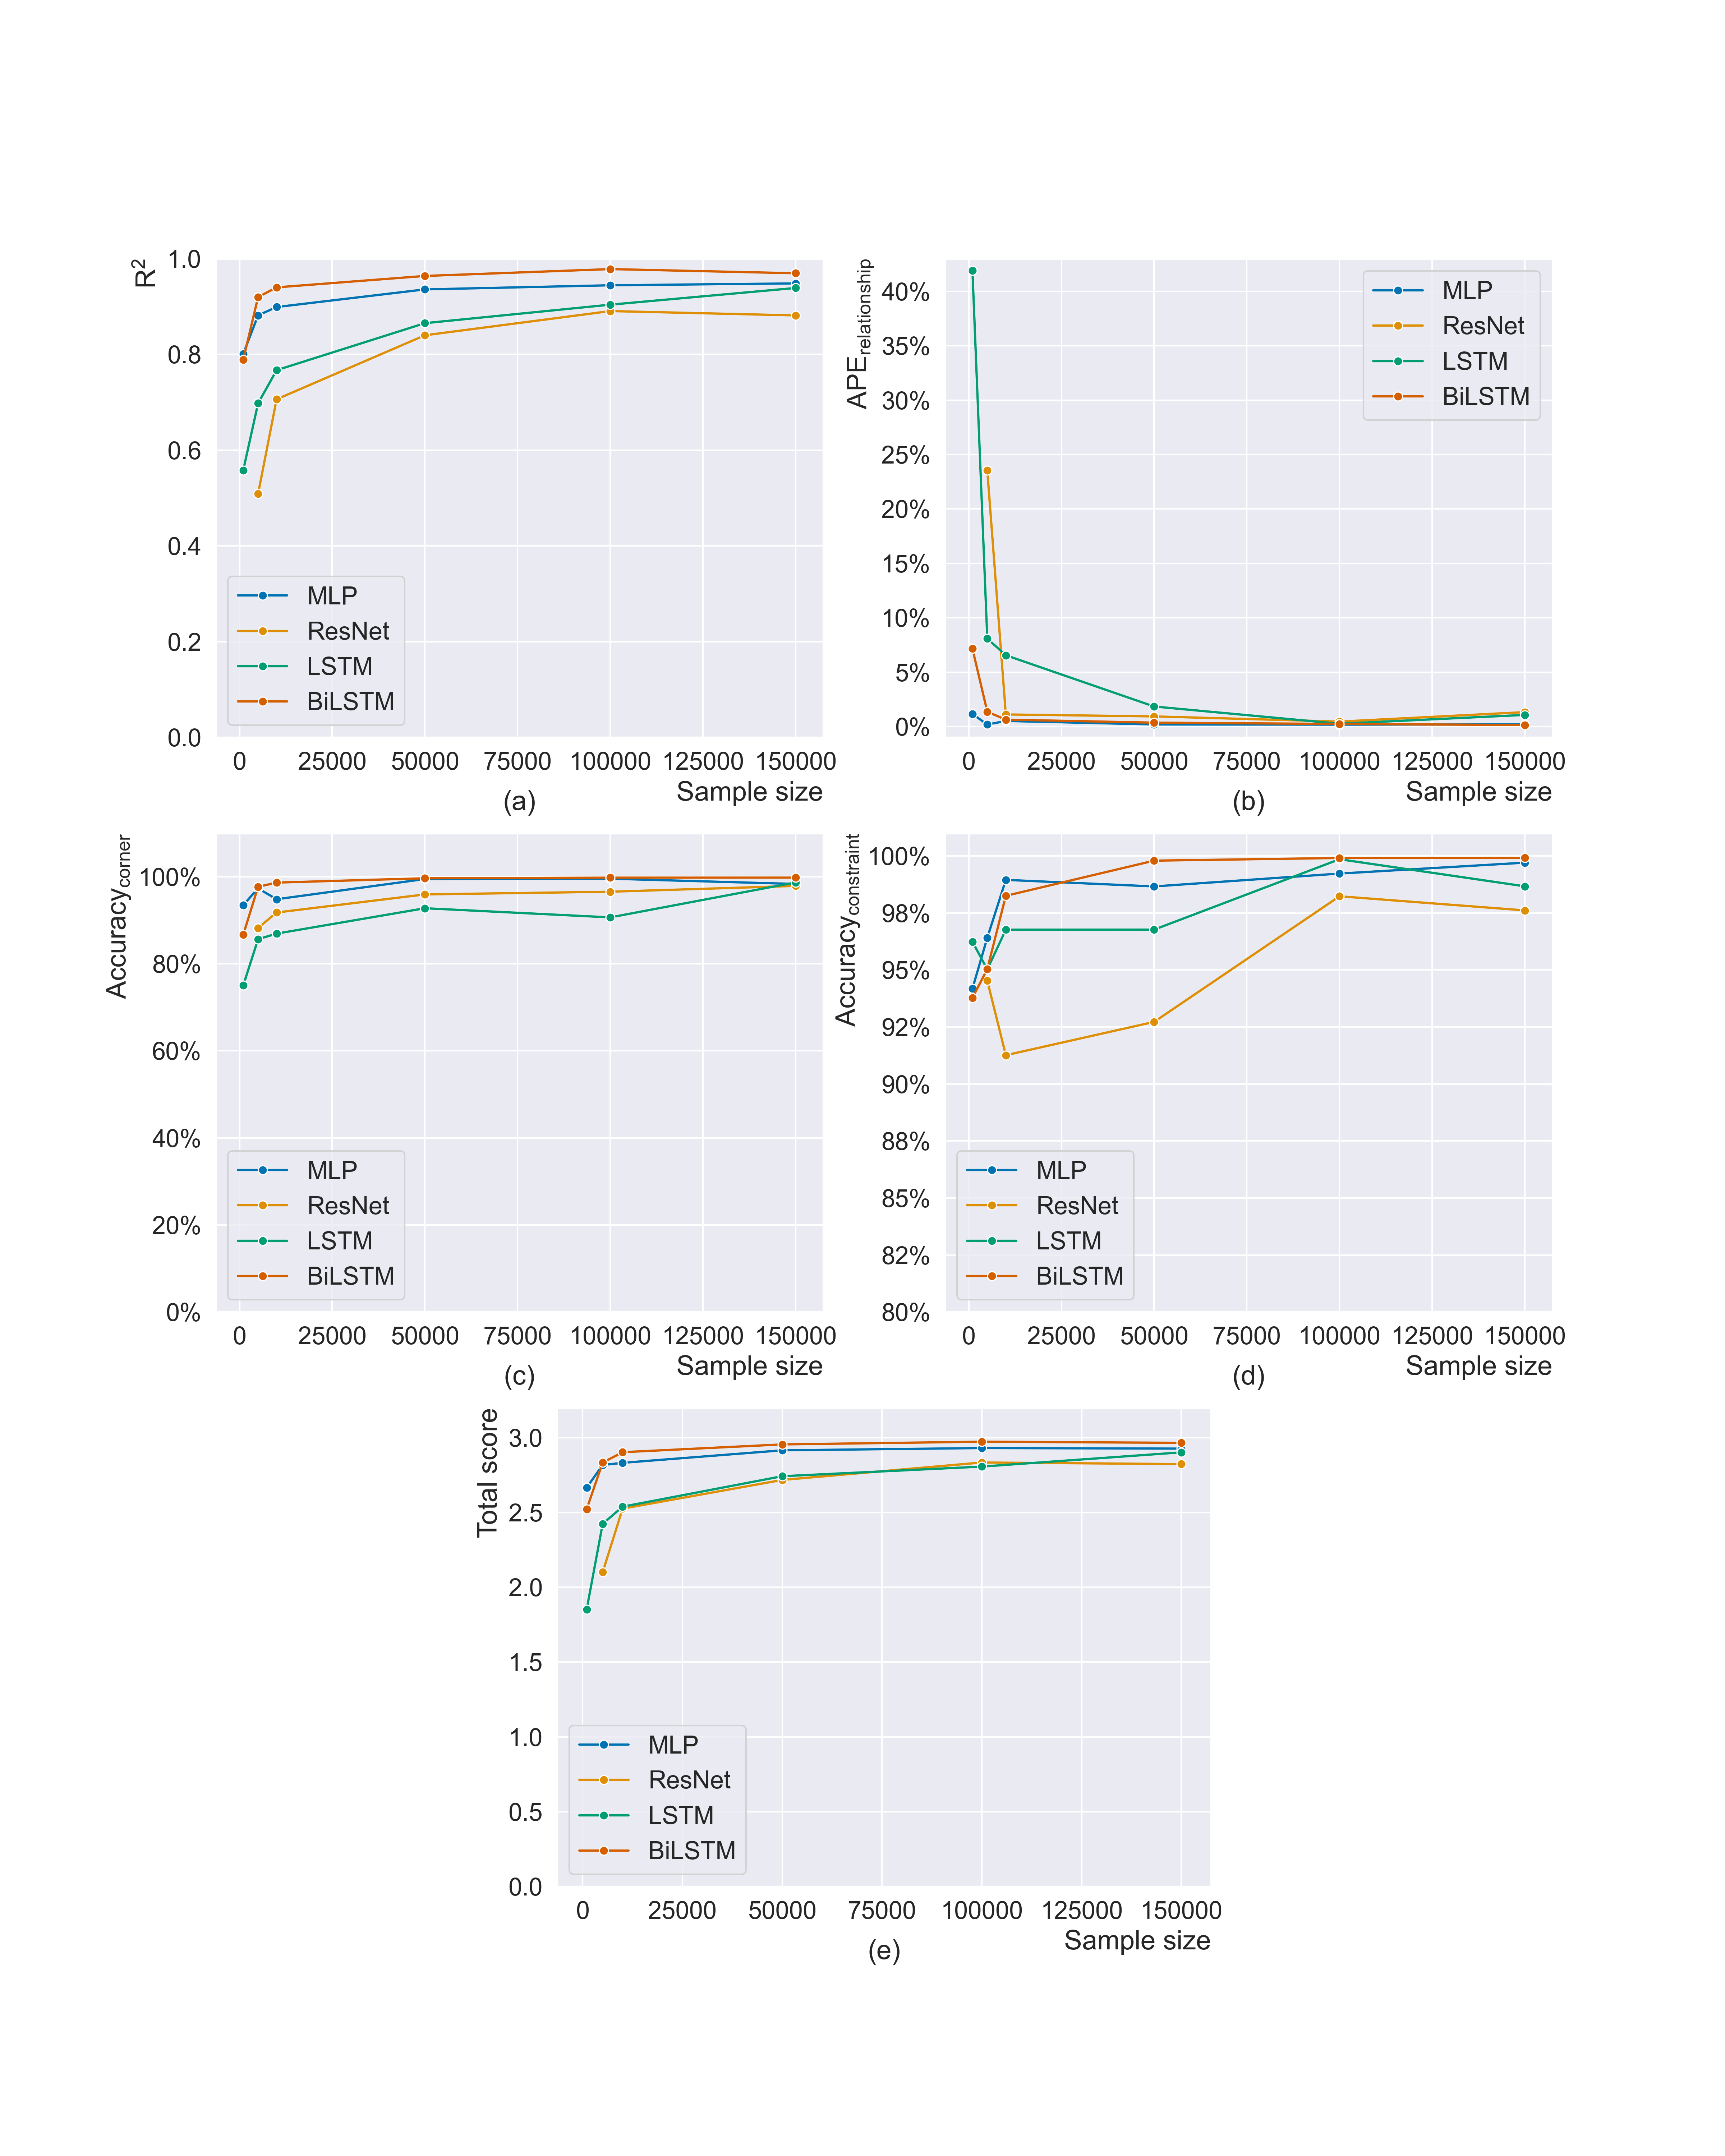 R2
1.0
0.8
0.6
0.4
0.2
0.0
MLP
ResNet
LSTM
BiLSTM
0 25000 50000 75000 100000 125000 150000
Sample size
(a)
APErelationship
40%
35%
30%
25%
20%
15%
10%
5%
0%
MLP
ResNet
LSTM
BiLSTM
0 25000 50000 75000 100000 125000 150000
Sample size
(b)
Accuracycorner
100%
80%
60%
40%
20%
0%
MLP
ResNet
LSTM
BiLSTM
0 25000 50000 75000 100000 125000 150000
Sample size
(c)
Accuracyconstraint
100%
98%
95%
92%
90%
88%
85%
82%
80%
MLP
ResNet
LSTM
BiLSTM
0 25000 50000 75000 100000 125000 150000
Sample size
(d)
Total score
3.0
2.5
2.0
1.5
1.0
0.5
0.0
MLP
ResNet
LSTM
BiLSTM
0 25000 50000 75000 100000 125000 150000
Sample size
(e)